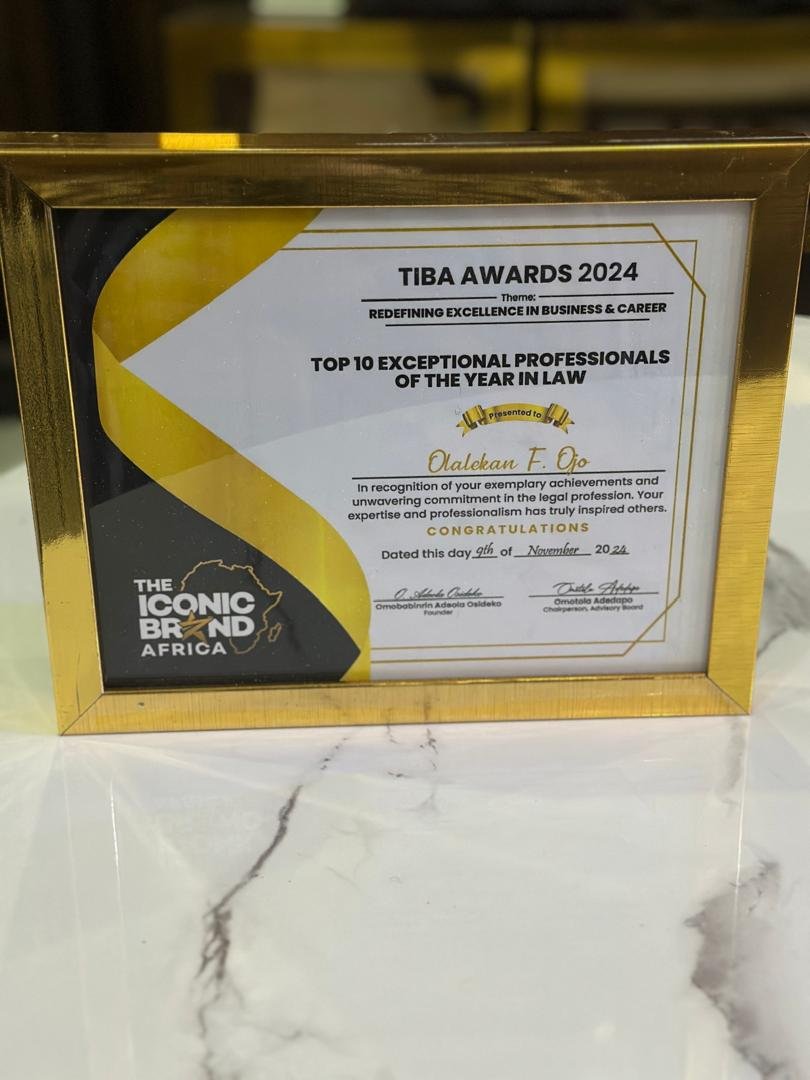 TIBA AWARDS 2024
Theme:
REDEFINING EXCELLENCE IN BUSINESS & CAREER
TOP 10 EXCEPTIONAL PROFESSIONALS
OF THE YEAR IN LAW
Presented to
Olalekan F. Ojo
In recognition of your exemplary achievements and
unwavering commitment in the legal profession. Your
expertise and professionalism has truly inspired others.
CONGRATULATIONS
Dated this day 9th of November 2024
Omobabinrin Adeola Osideko
Founder
Omotola Adedapo
Chairperson, Advisory Board
THE
ICONIC
BRAND
AFRICA